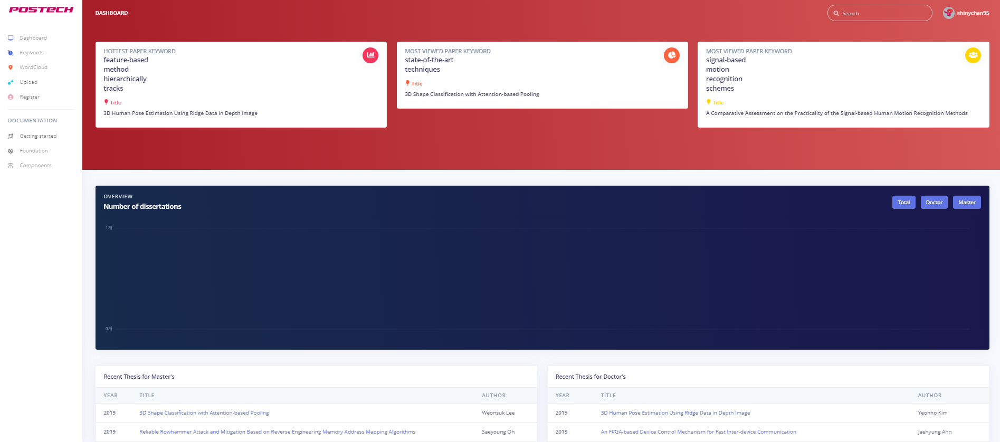 POSTECH
Dashboard
Keywords
WordCloud
Upload
Register
DOCUMENTATION
Getting started
Foundation
Components
DASHBOARD
Search
shinychan95
HOTTEST PAPER KEYWORD
feature-based
method
hierarchically
tracks
Title
3D Human Pose Estimation Using Ridge Data in Depth Image
MOST VIEWED PAPER KEYWORD
state-of-the-art
techniques
Title
3D Shape Classification with Attention-based Pooling
MOST VIEWED PAPER KEYWORD
signal-based
motion
recognition
schemes
Title
A Comparative Assessment on the Practicality of the Signal-based Human Motion Recognition Methods
OVERVIEW
Number of dissertations
Total Doctor Master
1개
0개
Recent Thesis for Master's
YEAR TITLE AUTHOR
2019 3D Shape Classification with Attention-based Pooling Weonsuk Lee
2019 Reliable Rowhammer Attack and Mitigation Based on Reverse Engineering Memory Address Mapping Algorithms Saeyoung Oh
Recent Thesis for Doctor's
YEAR TITLE AUTHOR
2019 3D Human Pose Estimation Using Ridge Data in Depth Image Yeonho Kim
2019 An FPGA-based Device Control Mechanism for Fast Inter-device Communication Jaehyung Ahn